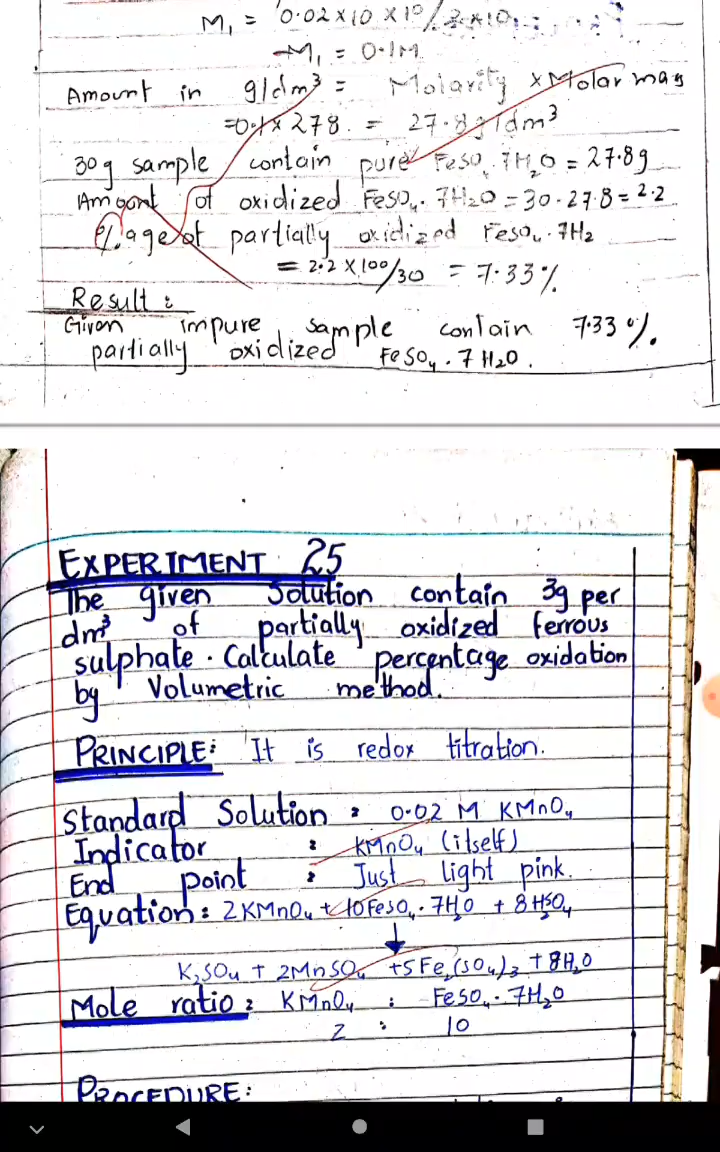 M₁ = 0.02×10×10/2×10
M₁ = 0.1M
Amount in g/dm³ = Molarity × Molar mass
=0.1×278 = 27.8g/dm³
30g sample contain pure FeSO₄.7H₂O = 27.8g
Amount of oxidized FeSO₄.7H₂O = 30-27.8 = 2.2
%age of partially oxidized FeSO₄.7H₂
= 2.2×100/30 = 7.33%
Result :
Given impure sample contain 7.33%
partially oxidized FeSO₄.7H₂O.
EXPERIMENT 25
The given Solution contain 3g per
dm³ of partially oxidized ferrous
sulphate. Calculate percentage oxidation
by Volumetric method.
PRINCIPLE: It is redox titration.
Standard Solution : 0.02 M KMnO₄
Indicator : KMnO₄ (itself)
End point : Just light pink.
Equation: 2KMnO₄ + 10FeSO₄.7H₂O + 8H₂SO₄
↓
K₂SO₄ + 2MnSO₄ +5Fe₂(SO₄)₃ + 8H₂O
Mole ratio: KMnO₄ : FeSO₄.7H₂O
2 : 10
PROCEDURE: